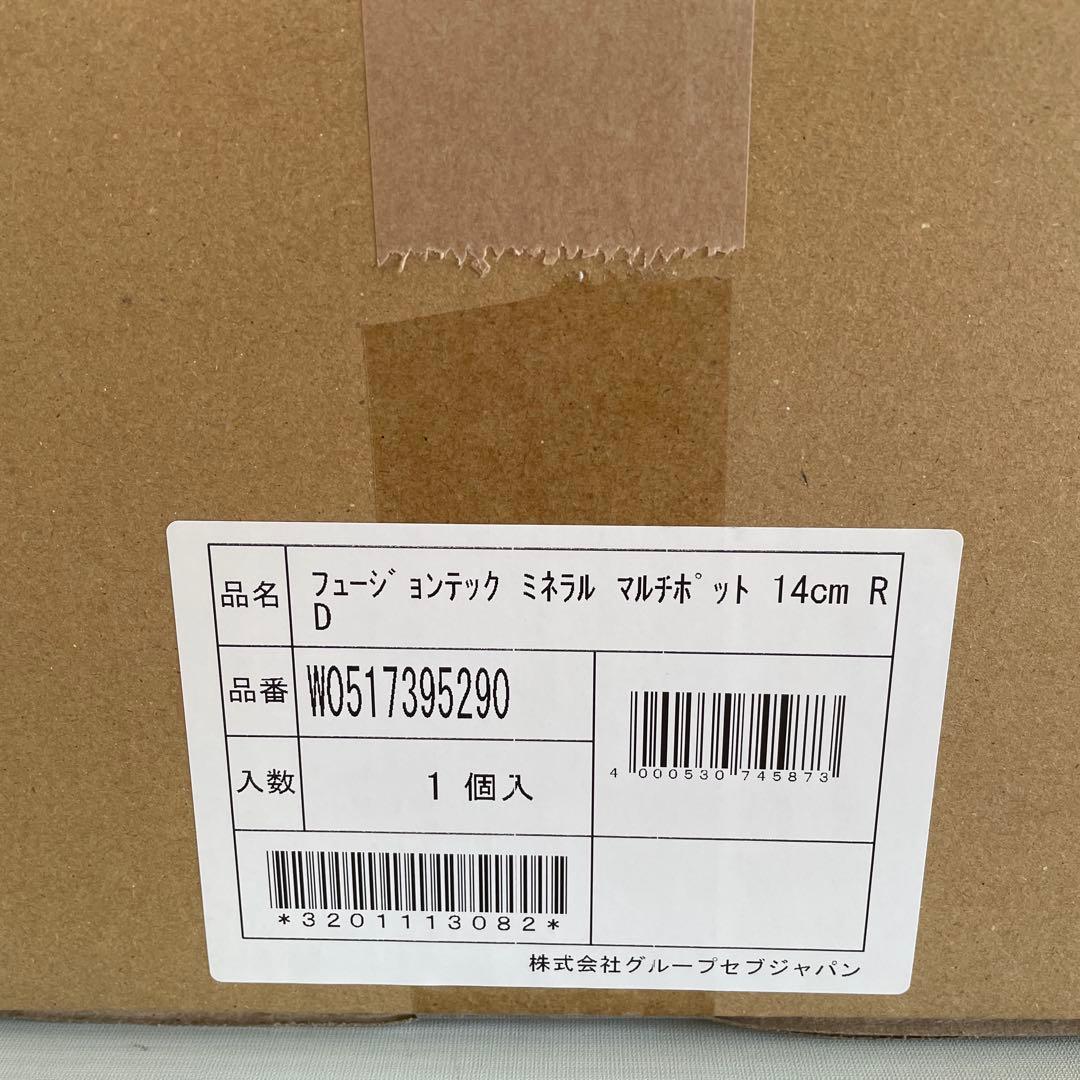 品名 ﾌｭｰｼﾞｮﾝﾃｯｸ ﾐﾈﾗﾙ ﾏﾙﾁﾎﾟｯﾄ 14cm R
D
品番 W0517395290
4 000530 745873
入数 1 個入
*3201113082*
株式会社グループセブジャパン